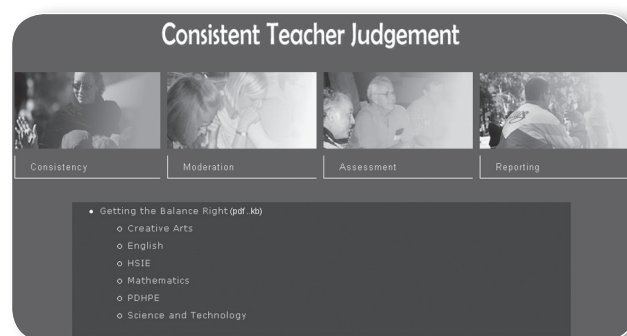 Consistent Teacher Judgement
Consistency
Moderation
Assessment
Reporting
Getting the Balance Right (pdf ..kb)
Creative Arts
English
HSIE
Mathematics
PDHPE
Science and Technology